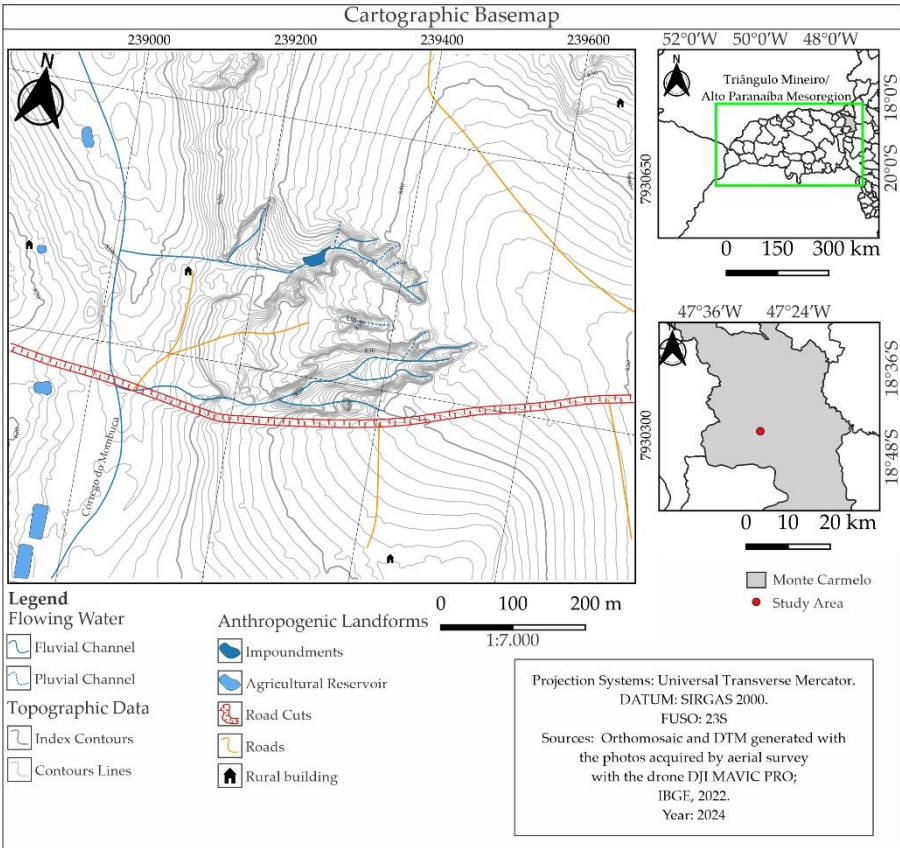 Cartographic Basemap
239000
239200
239400
239600
N
7930650
7930300
Córrego do Mombuca
52°0'W 50°0'W 48°0'W
Triângulo Mineiro/
Alto Paranaíba Mesoregion
N
18°0'S
20°0'S
0 150 300 km
47°36'W 47°24'W
N
18°36'S
18°48'S
0 10 20 km
Monte Carmelo
Study Area
Legend
Flowing Water
Fluvial Channel
Pluvial Channel
Topographic Data
Index Contours
Contours Lines
Anthropogenic Landforms
Impoundments
Agricultural Reservoir
Road Cuts
Roads
Rural building
0 100 200 m
1:7.000
Projection Systems: Universal Transverse Mercator.
DATUM: SIRGAS 2000.
FUSO: 23S
Sources: Orthomosaic and DTM generated with
the photos acquired by aerial survey
with the drone DJI MAVIC PRO;
IBGE, 2022.
Year: 2024